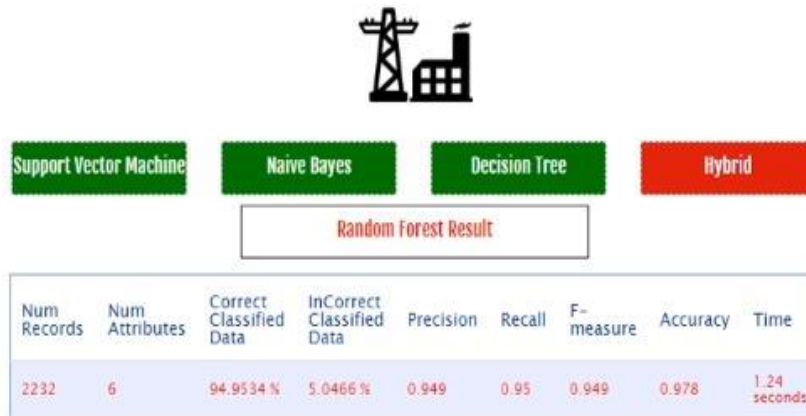 Support Vector Machine Naive Bayes Decision Tree Hybrid
Random Forest Result
Num Records Num Attributes Correct Classified Data InCorrect Classified Data Precision Recall F-measure Accuracy Time
2232 6 94.9534 % 5.0466 % 0.949 0.95 0.949 0.978 1.24 seconds